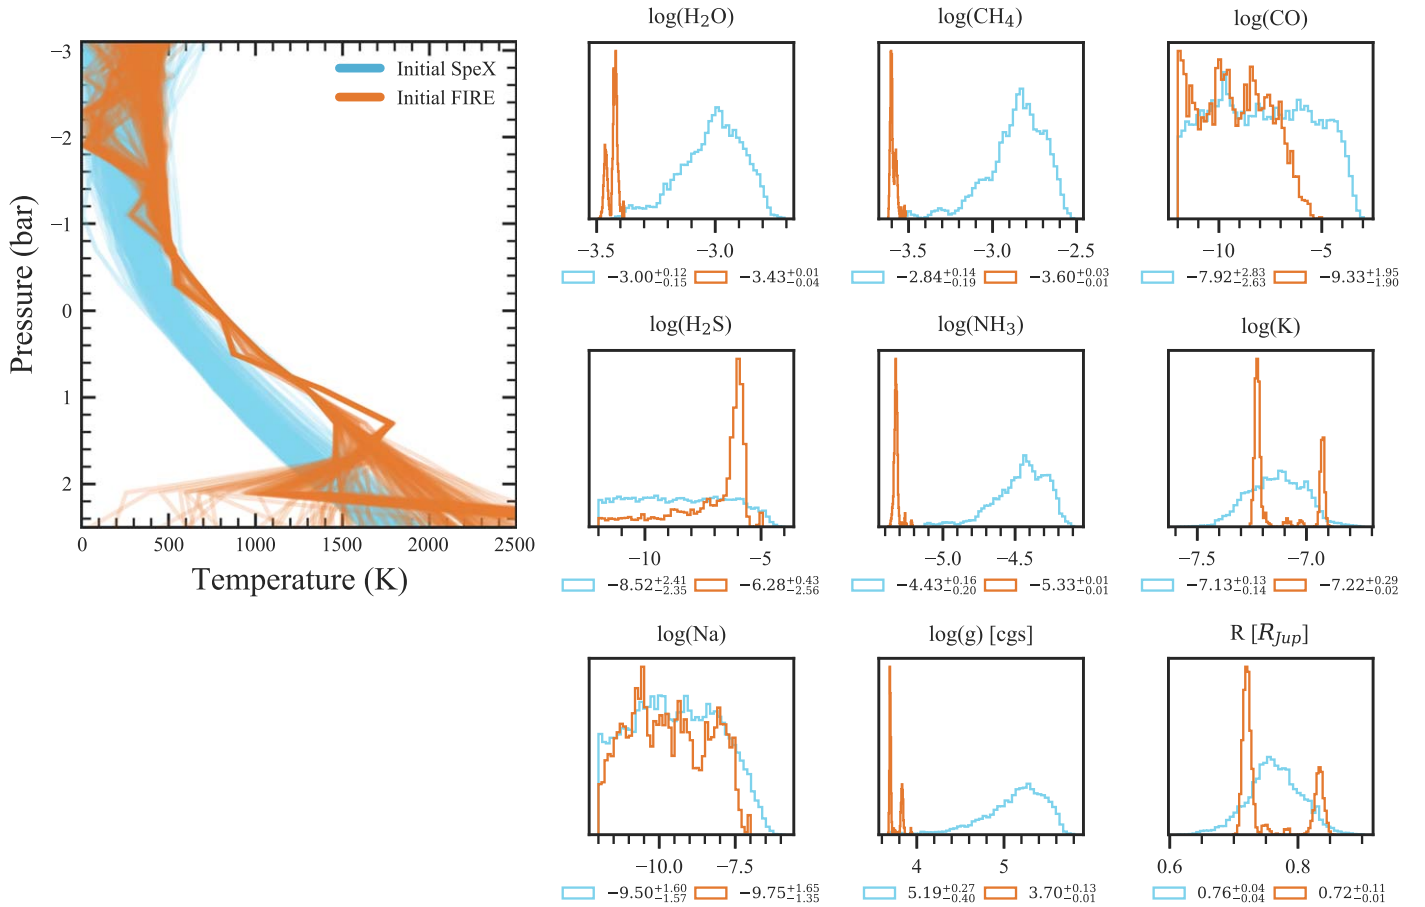 Initial SpeX
Initial FIRE
Pressure (bar)
−3
−2
−1
0
1
2
0 500 1000 1500 2000 2500
Temperature (K)
log(H₂O)
−3.5 −3.0
−3.00+0.12−0.15 −3.43+0.01−0.04
log(CH₄)
−3.5 −3.0 −2.5
−2.84+0.14−0.19 −3.60+0.03−0.01
log(CO)
−10 −5
−7.92+2.83−2.63 −9.33+1.95−1.90
log(H₂S)
−10 −5
−8.52+2.41−2.35 −6.28+0.43−2.56
log(NH₃)
−5.0 −4.5
−4.43+0.16−0.20 −5.33+0.01−0.01
log(K)
−7.5 −7.0
−7.13+0.13−0.14 −7.22+0.29−0.02
log(Na)
−10.0 −7.5
−9.50+1.60−1.57 −9.75+1.65−1.35
log(g) [cgs]
4 5
5.19+0.27−0.40 3.70+0.13−0.01
R [R_Jup]
0.6 0.8
0.76+0.04−0.04 0.72+0.11−0.01